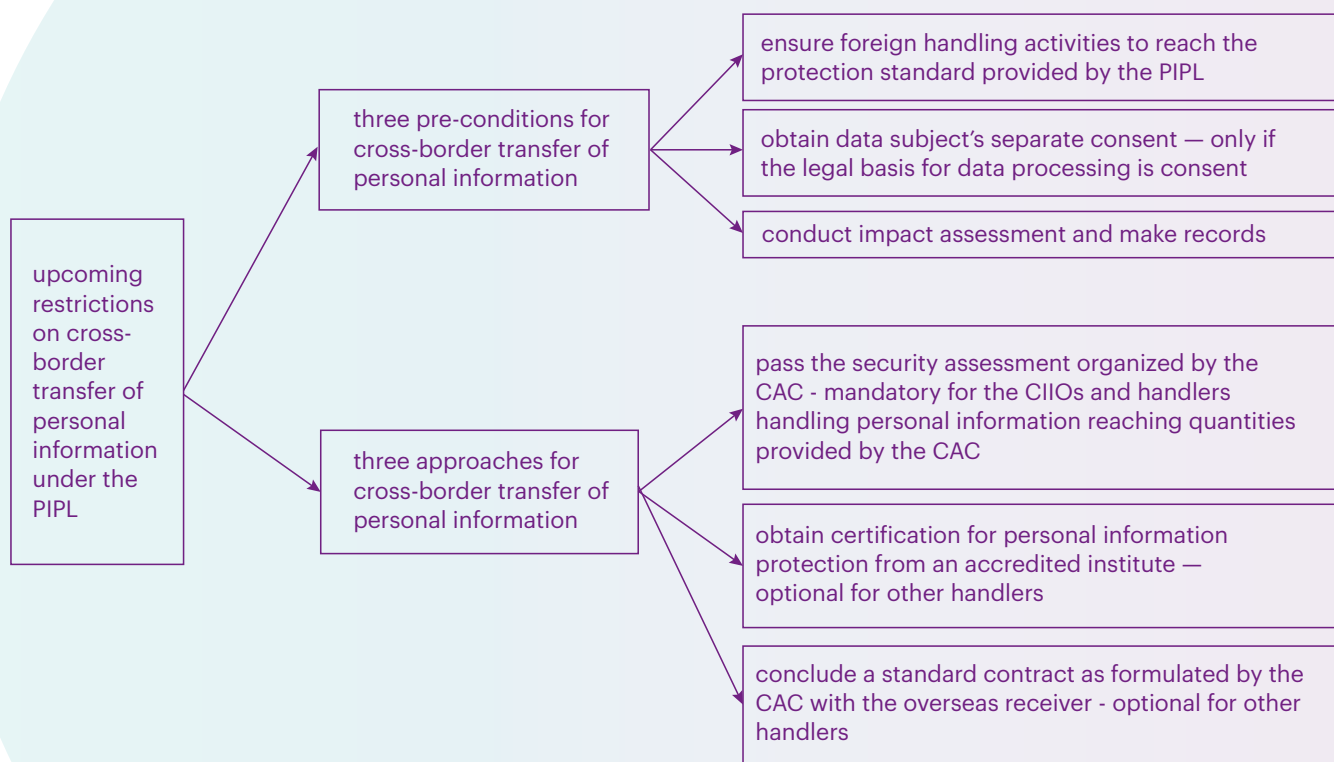 upcoming
restrictions
on cross-
border
transfer of
personal
information
under the
PIPL
three pre-conditions for
cross-border transfer of
personal information
ensure foreign handling activities to reach the
protection standard provided by the PIPL
obtain data subject’s separate consent — only if
the legal basis for data processing is consent
conduct impact assessment and make records
three approaches for
cross-border transfer of
personal information
pass the security assessment organized by the
CAC - mandatory for the CIIOs and handlers
handling personal information reaching quantities
provided by the CAC
obtain certification for personal information
protection from an accredited institute —
optional for other handlers
conclude a standard contract as formulated by the
CAC with the overseas receiver - optional for other
handlers